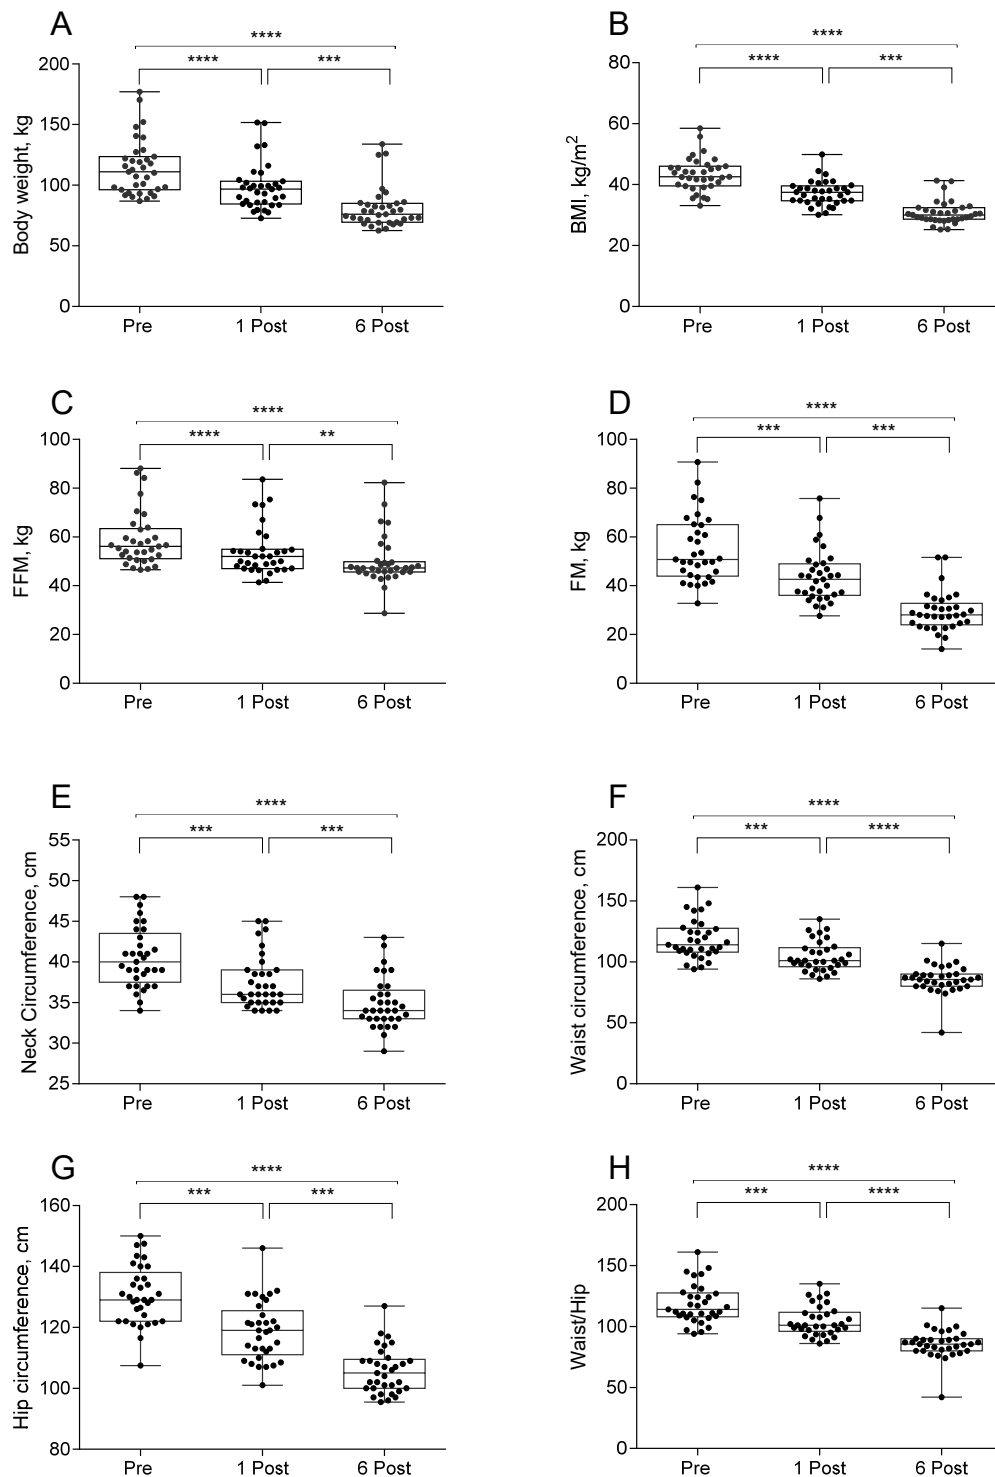 A
****
**** ***
Body weight, kg
200
150
100
50
0
Pre 1 Post 6 Post
B
****
**** ***
BMI, kg/m²
80
60
40
20
0
Pre 1 Post 6 Post
C
****
**** **
FFM, kg
100
80
60
40
20
0
Pre 1 Post 6 Post
D
****
*** ***
FM, kg
100
80
60
40
20
0
Pre 1 Post 6 Post
E
****
*** ***
Neck Circumference, cm
55
50
45
40
35
30
25
Pre 1 Post 6 Post
F
****
*** ****
Waist circumference, cm
200
150
100
50
0
Pre 1 Post 6 Post
G
****
*** ***
Hip circumference, cm
160
140
120
100
80
Pre 1 Post 6 Post
H
****
*** ****
Waist/Hip
200
150
100
50
0
Pre 1 Post 6 Post